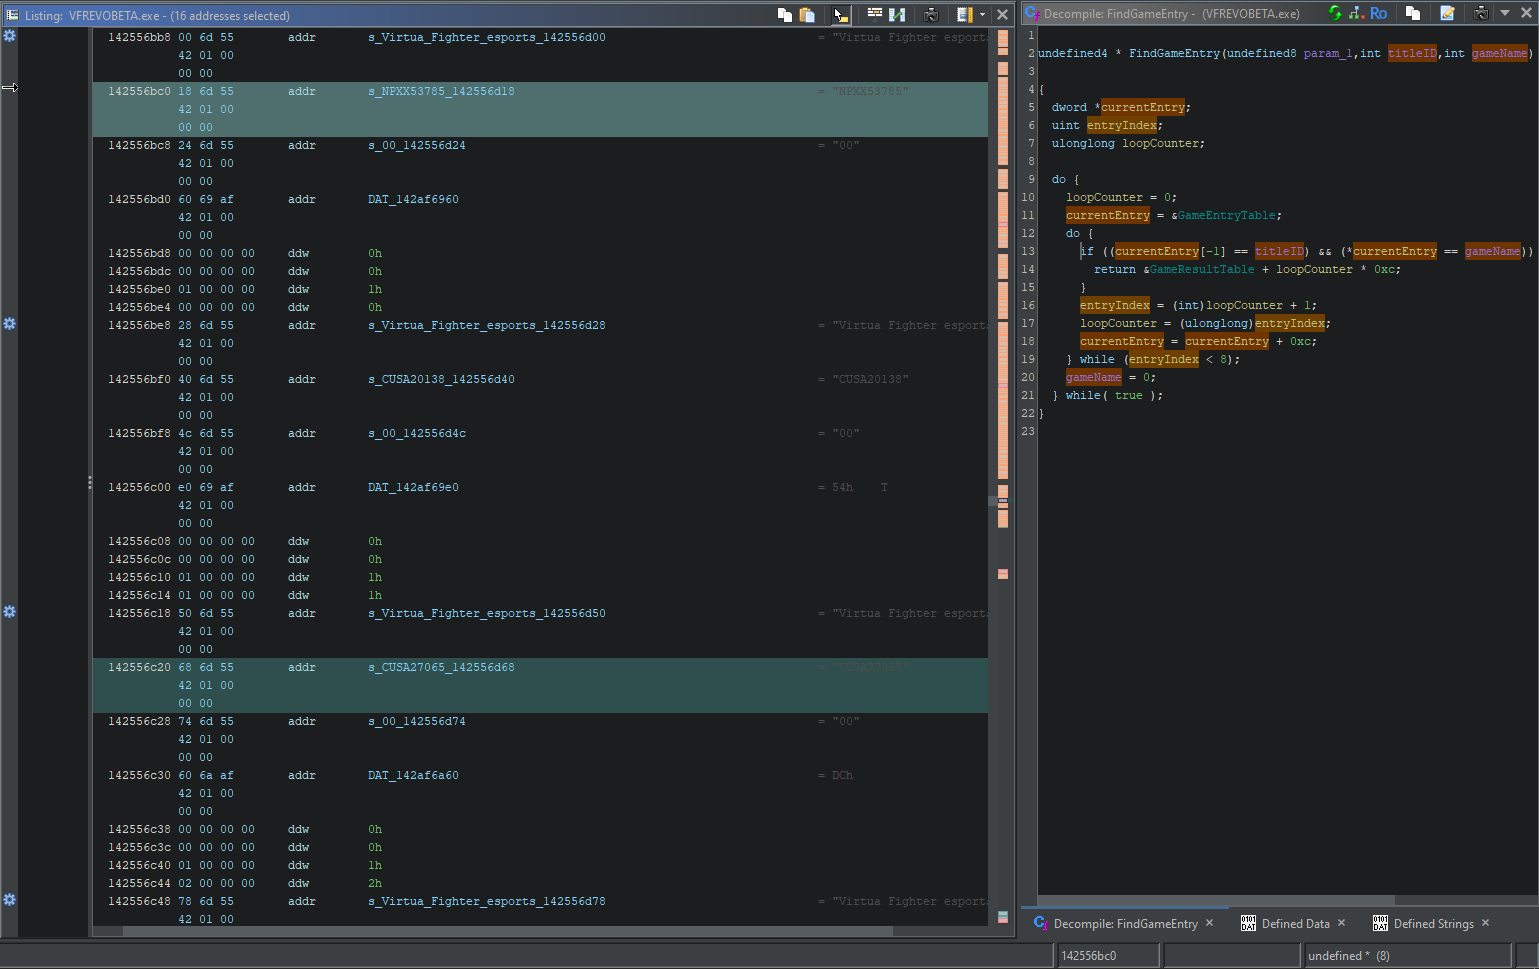 Listing: VFREVOBETA.exe - (16 addresses selected)
142556bb8 00 6d 55 addr s_Virtua_Fighter_esports_142556d00 = "Virtua Fighter esport
42 01 00
00 00
142556bc0 18 6d 55 addr s_NPXX53785_142556d18 = "NPXX53785"
42 01 00
00 00
142556bc8 24 6d 55 addr s_00_142556d24 = "00"
42 01 00
00 00
142556bd0 60 69 af addr DAT_142af6960
42 01 00
00 00
142556bd8 00 00 00 00 ddw 0h
142556bdc 00 00 00 00 ddw 0h
142556be0 01 00 00 00 ddw 1h
142556be4 00 00 00 00 ddw 0h
142556be8 28 6d 55 addr s_Virtua_Fighter_esports_142556d28 = "Virtua Fighter esport
42 01 00
00 00
142556bf0 40 6d 55 addr s_CUSA20138_142556d40 = "CUSA20138"
42 01 00
00 00
142556bf8 4c 6d 55 addr s_00_142556d4c = "00"
42 01 00
00 00
142556c00 e0 69 af addr DAT_142af69e0 = 54h T
42 01 00
00 00
142556c08 00 00 00 00 ddw 0h
142556c0c 00 00 00 00 ddw 0h
142556c10 01 00 00 00 ddw 1h
142556c14 01 00 00 00 ddw 1h
142556c18 50 6d 55 addr s_Virtua_Fighter_esports_142556d50 = "Virtua Fighter esport
42 01 00
00 00
142556c20 68 6d 55 addr s_CUSA27065_142556d68 = "CUSA27065"
42 01 00
00 00
142556c28 74 6d 55 addr s_00_142556d74 = "00"
42 01 00
00 00
142556c30 60 6a af addr DAT_142af6a60 = DCh
42 01 00
00 00
142556c38 00 00 00 00 ddw 0h
142556c3c 00 00 00 00 ddw 0h
142556c40 01 00 00 00 ddw 1h
142556c44 02 00 00 00 ddw 2h
142556c48 78 6d 55 addr s_Virtua_Fighter_esports_142556d78 = "Virtua Fighter esport
42 01 00
Decompile: FindGameEntry - (VFREVOBETA.exe)
Ro
1
2 undefined4 * FindGameEntry(undefined8 param_1,int titleID,int gameName)
3
4 {
5 dword *currentEntry;
6 uint entryIndex;
7 ulonglong loopCounter;
8
9 do {
10 loopCounter = 0;
11 currentEntry = &GameEntryTable;
12 do {
13 if ((currentEntry[-1] == titleID) && (*currentEntry == gameName))
14 return &GameResultTable + loopCounter * 0xc;
15 }
16 entryIndex = (int)loopCounter + 1;
17 loopCounter = (ulonglong)entryIndex;
18 currentEntry = currentEntry + 0xc;
19 } while (entryIndex < 8);
20 gameName = 0;
21 } while( true );
22 }
23
Decompile: FindGameEntry
Defined Data
Defined Strings
142556bc0
undefined * (8)